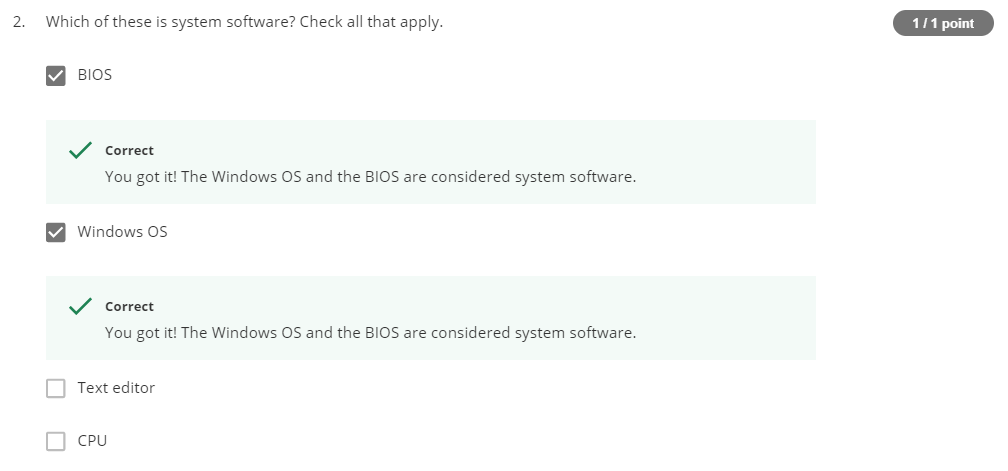 2. Which of these is system software? Check all that apply.
1 / 1 point
BIOS
Correct
You got it! The Windows OS and the BIOS are considered system software.
Windows OS
Correct
You got it! The Windows OS and the BIOS are considered system software.
Text editor
CPU